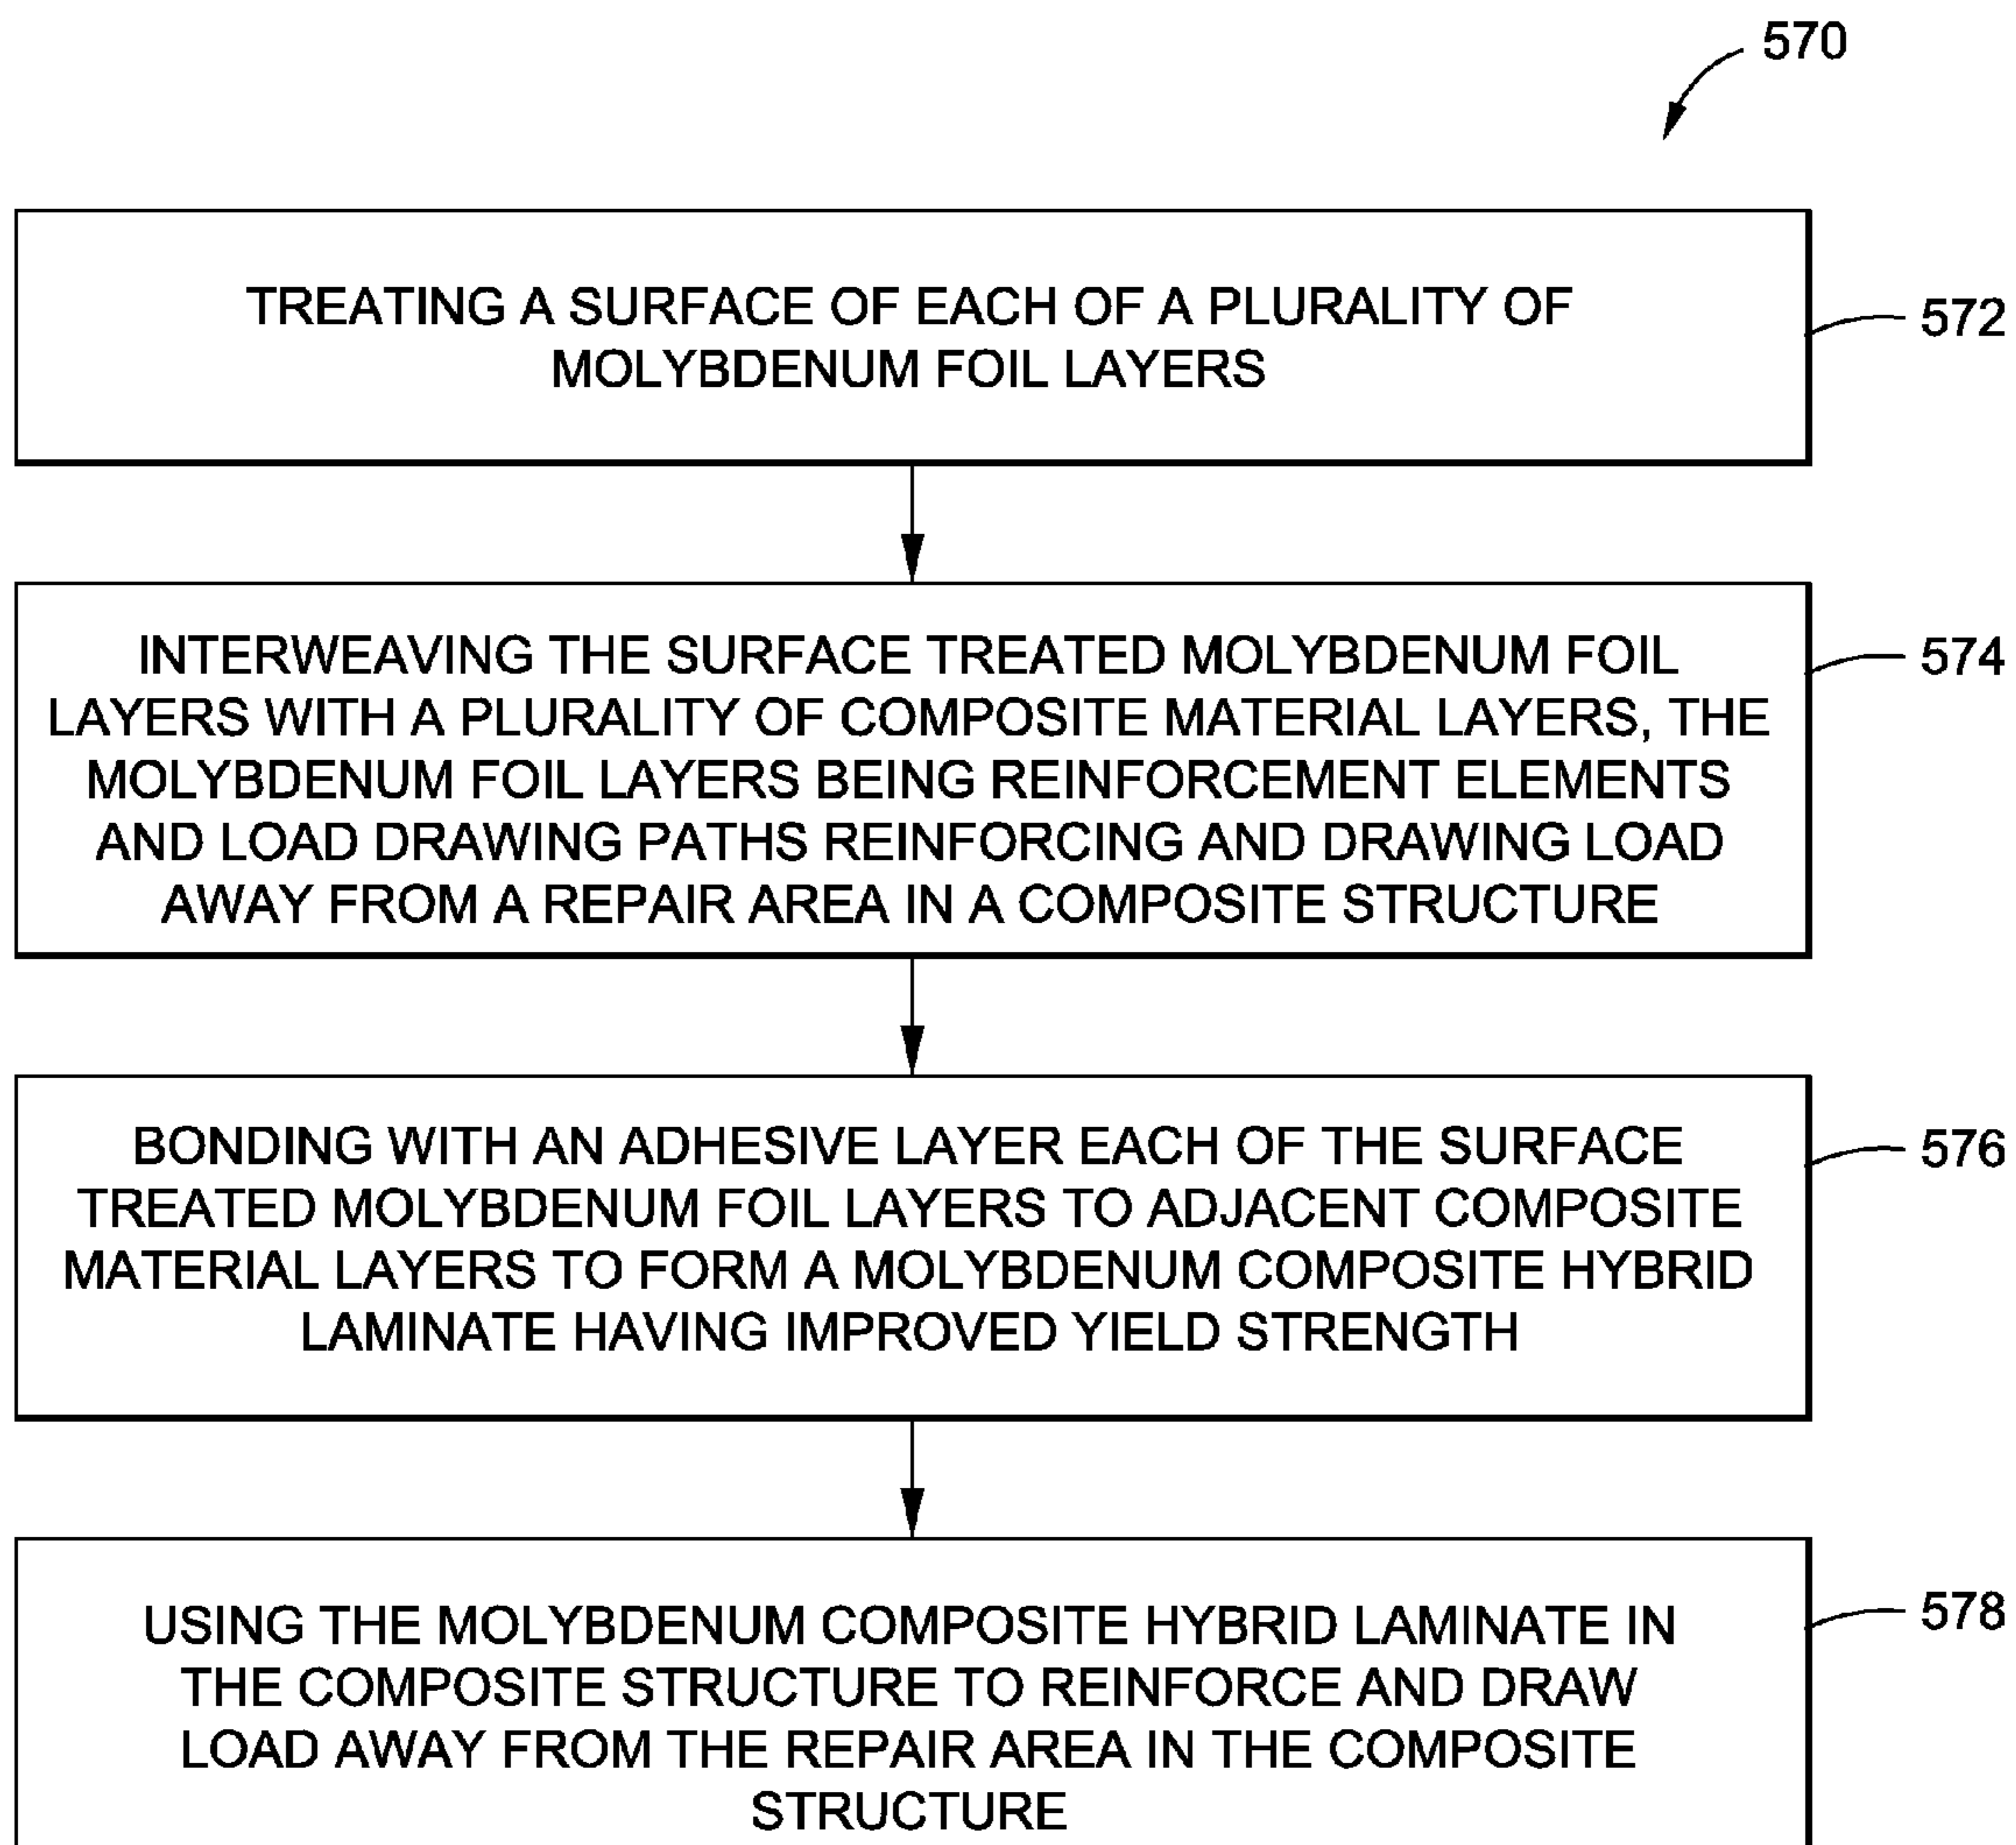 570
TREATING A SURFACE OF EACH OF A PLURALITY OF
MOLYBDENUM FOIL LAYERS
572
INTERWEAVING THE SURFACE TREATED MOLYBDENUM FOIL
LAYERS WITH A PLURALITY OF COMPOSITE MATERIAL LAYERS, THE
MOLYBDENUM FOIL LAYERS BEING REINFORCEMENT ELEMENTS
AND LOAD DRAWING PATHS REINFORCING AND DRAWING LOAD
AWAY FROM A REPAIR AREA IN A COMPOSITE STRUCTURE
574
BONDING WITH AN ADHESIVE LAYER EACH OF THE SURFACE
TREATED MOLYBDENUM FOIL LAYERS TO ADJACENT COMPOSITE
MATERIAL LAYERS TO FORM A MOLYBDENUM COMPOSITE HYBRID
LAMINATE HAVING IMPROVED YIELD STRENGTH
576
USING THE MOLYBDENUM COMPOSITE HYBRID LAMINATE IN
THE COMPOSITE STRUCTURE TO REINFORCE AND DRAW
LOAD AWAY FROM THE REPAIR AREA IN THE COMPOSITE
STRUCTURE
578